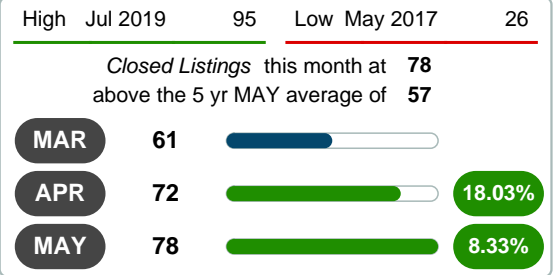 High Jul 2019 95 Low May 2017 26
Closed Listings this month at 78
above the 5 yr MAY average of 57
MAR 61
APR 72 18.03%
MAY 78 8.33%